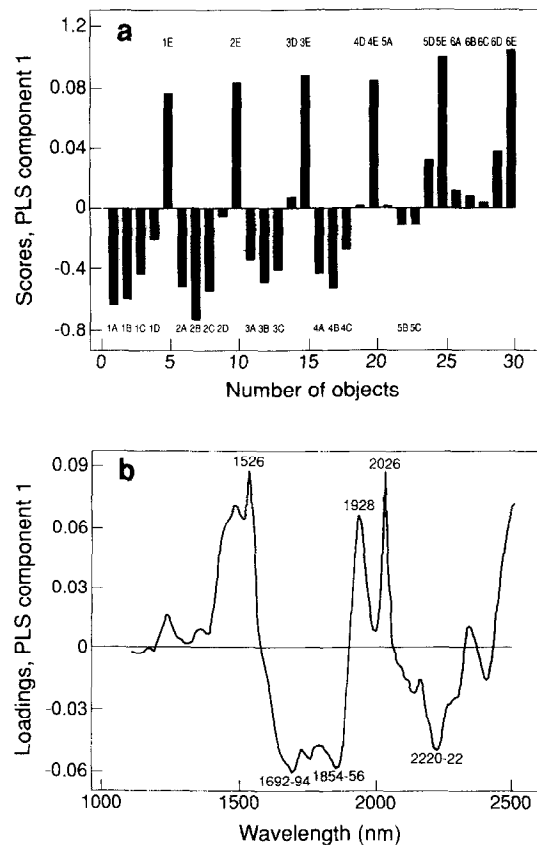 a
1.2
0.08
0.04
0
-0.4
-0.8
Scores, PLS component 1
1E 2E 3D 3E 4D 4E 5A 5D 5E 6A 6B 6C 6D 6E
1A 1B 1C 1D 2A 2B 2C 2D 3A 3B 3C 4A 4B 4C 5B 5C
0 5 10 15 20 25 30
Number of objects
b
0.09
0.06
0.03
0
-0.03
-0.06
Loadings, PLS component 1
1526
1928
2026
1692-94
1854-56
2220-22
1000 1500 2000 2500
Wavelength (nm)